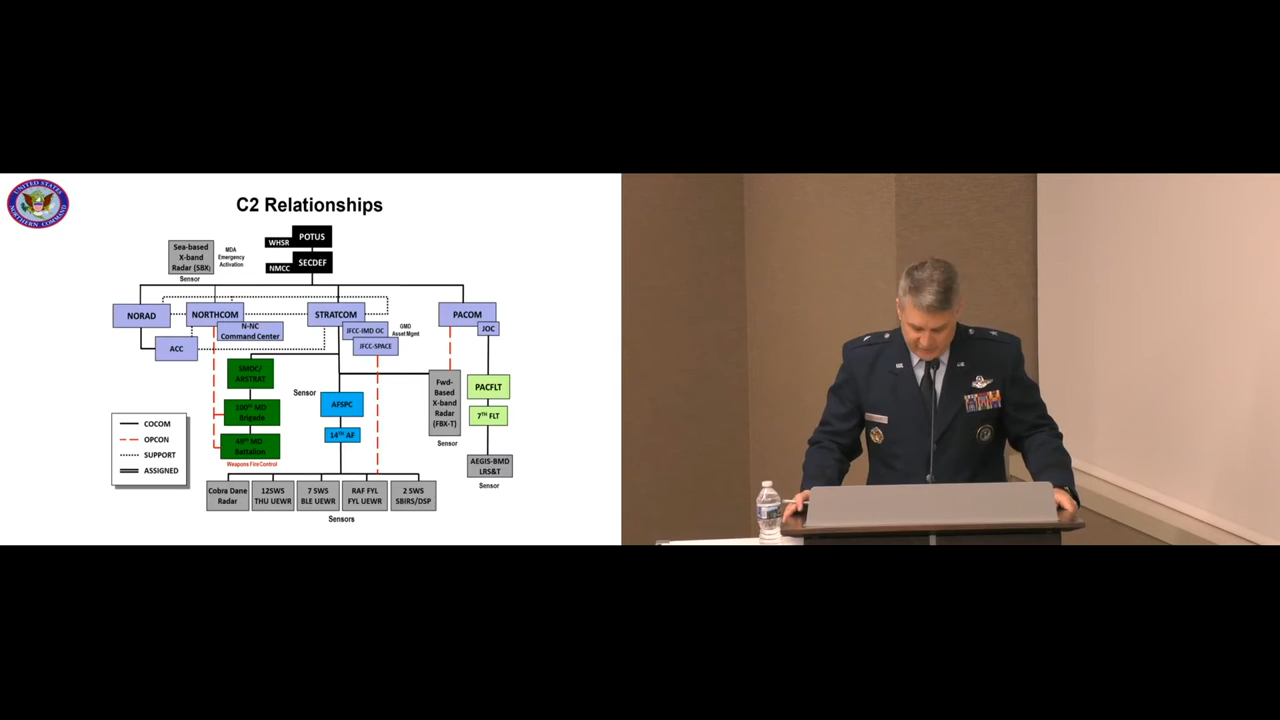 UNITED STATES
NORTHERN COMMAND
C2 Relationships
POTUS
WHSR
SECDEF
NMCC
Sea-based
X-band
Radar (SBX)
Sensor
MDA
Emergency
Activation
NORAD
NORTHCOM
N-NC
Command Center
ACC
STRATCOM
JFCC-IMD OC
JFCC-SPACE
GMD
Asset Mgmt
PACOM
JOC
SMDC/
ARSTRAT
100th MD
Brigade
49th MD
Battalion
Weapons Fire Control
Sensor
AFSPC
14TH AF
Fwd-
Based
X-band
Radar
(FBX-T)
Sensor
PACFLT
7TH FLT
AEGIS-BMD
LRS&T
Sensor
COCOM
OPCON
SUPPORT
ASSIGNED
Cobra Dane
Radar
12SWS
THU UEWR
7 SWS
BLE UEWR
RAF FYL
FYL UEWR
2 SWS
SBIRS/DSP
Sensors